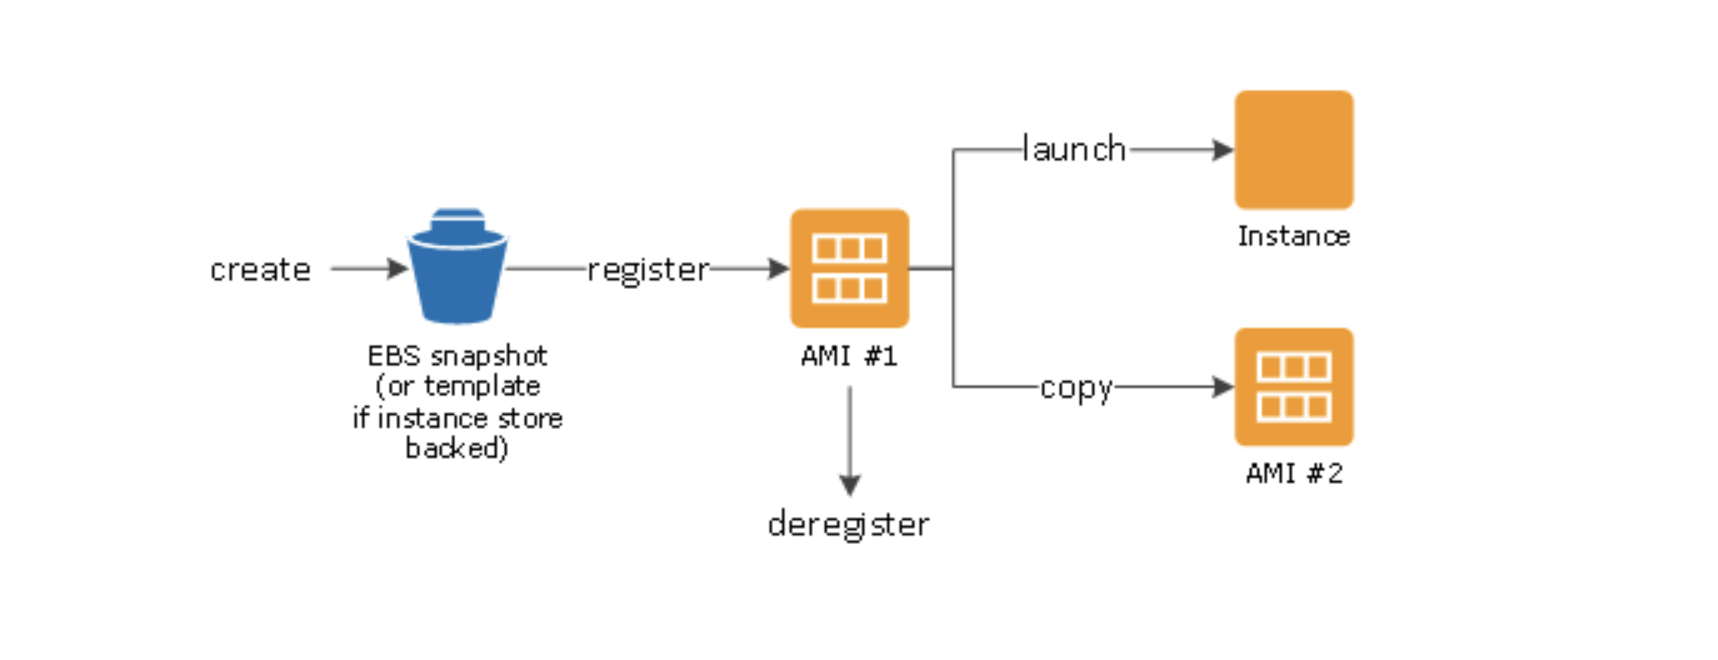 create
EBS snapshot
(or template
if instance store
backed)
register
AMI #1
deregister
launch
Instance
copy
AMI #2